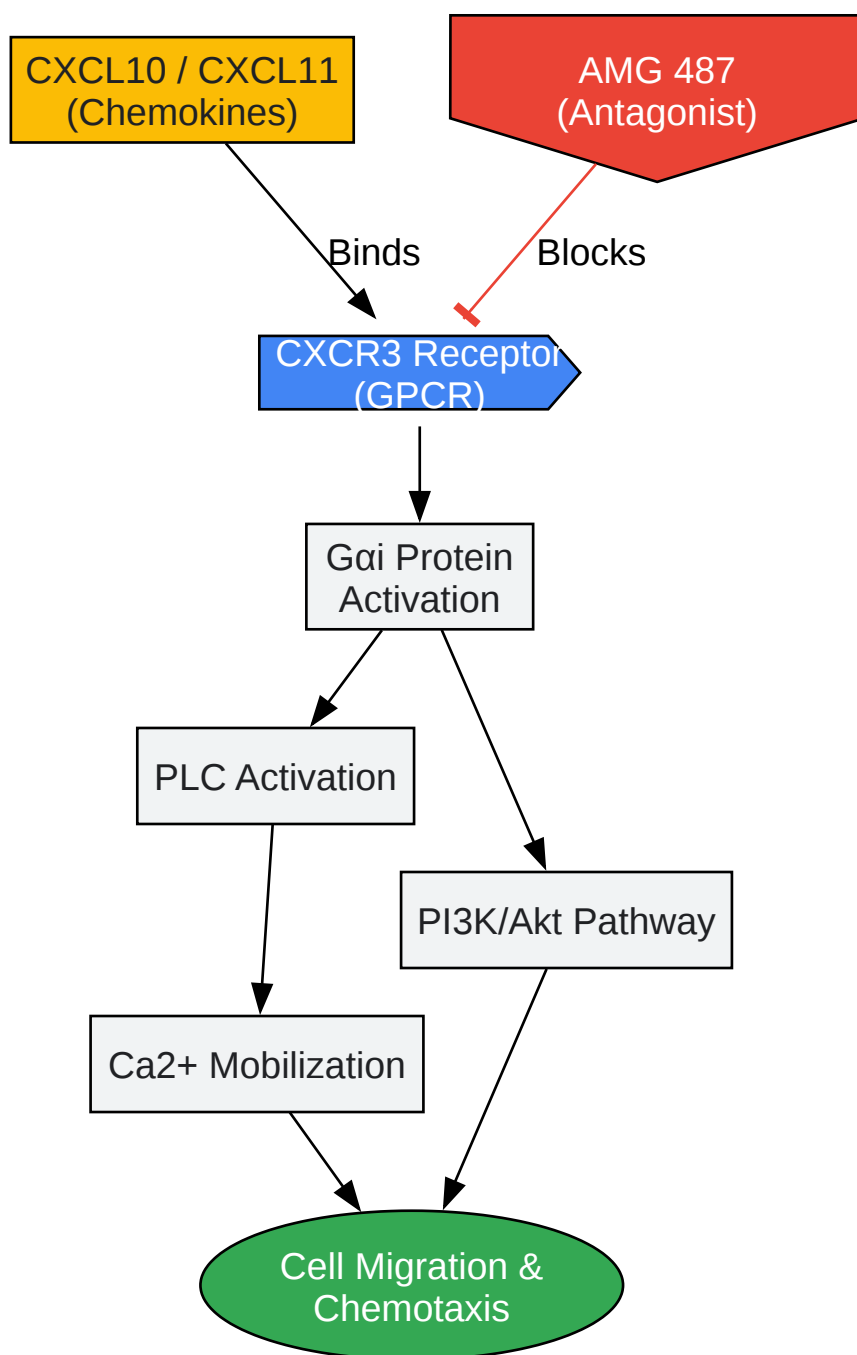 CXCL10 / CXCL11
(Chemokines)
AMG 487
(Antagonist)
Binds
Blocks
CXCR3 Receptor
(GPCR)
Gαi Protein
Activation
PLC Activation
PI3K/Akt Pathway
Ca2+ Mobilization
Cell Migration &
Chemotaxis